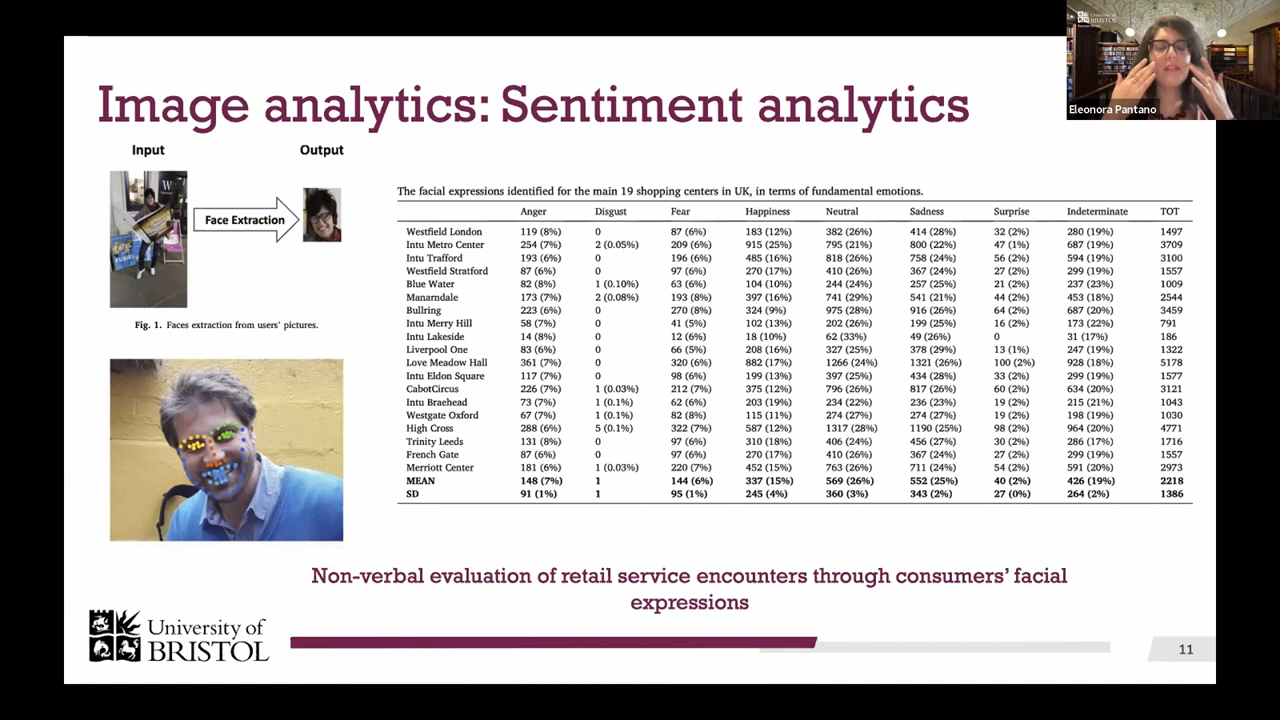 University of
BRISTOL
Eleonora Pantano
Image analytics: Sentiment analytics
Input
Output
Face Extraction
W
Fig. 1. Faces extraction from users' pictures.
The facial expressions identified for the main 19 shopping centers in UK, in terms of fundamental emotions.
Anger Disgust Fear Happiness Neutral Sadness Surprise Indeterminate TOT
Westfield London 119 (8%) 0 87 (6%) 183 (12%) 382 (26%) 414 (28%) 32 (2%) 280 (19%) 1497
Intu Metro Center 254 (7%) 2 (0.05%) 209 (6%) 915 (25%) 795 (21%) 800 (22%) 47 (1%) 687 (19%) 3709
Intu Trafford 193 (6%) 0 196 (6%) 485 (16%) 818 (26%) 758 (24%) 56 (2%) 594 (19%) 3100
Westfield Stratford 87 (6%) 0 97 (6%) 270 (17%) 410 (26%) 367 (24%) 27 (2%) 299 (19%) 1557
Blue Water 82 (8%) 1 (0.10%) 63 (6%) 104 (10%) 244 (24%) 257 (25%) 21 (2%) 237 (23%) 1009
Manarndale 173 (7%) 2 (0.08%) 193 (8%) 397 (16%) 741 (29%) 541 (21%) 44 (2%) 453 (18%) 2544
Bullring 223 (6%) 0 270 (8%) 324 (9%) 975 (28%) 916 (26%) 64 (2%) 687 (20%) 3459
Intu Merry Hill 58 (7%) 0 41 (5%) 102 (13%) 202 (26%) 199 (25%) 16 (2%) 173 (22%) 791
Intu Lakeside 14 (8%) 0 12 (6%) 18 (10%) 62 (33%) 49 (26%) 0 31 (17%) 186
Liverpool One 83 (6%) 0 66 (5%) 208 (16%) 327 (25%) 378 (29%) 13 (1%) 247 (19%) 1322
Love Meadow Hall 361 (7%) 0 320 (6%) 882 (17%) 1266 (24%) 1321 (26%) 100 (2%) 928 (18%) 5178
Intu Eldon Square 117 (7%) 0 98 (6%) 199 (13%) 397 (25%) 434 (28%) 33 (2%) 299 (19%) 1577
CabotCircus 226 (7%) 1 (0.03%) 212 (7%) 375 (12%) 796 (26%) 817 (26%) 60 (2%) 634 (20%) 3121
Intu Braehead 73 (7%) 1 (0.1%) 62 (6%) 203 (19%) 234 (22%) 236 (23%) 19 (2%) 215 (21%) 1043
Westgate Oxford 67 (7%) 1 (0.1%) 82 (8%) 115 (11%) 274 (27%) 274 (27%) 19 (2%) 198 (19%) 1030
High Cross 288 (6%) 5 (0.1%) 322 (7%) 587 (12%) 1317 (28%) 1190 (25%) 98 (2%) 964 (20%) 4771
Trinity Leeds 131 (8%) 0 97 (6%) 310 (18%) 406 (24%) 456 (27%) 30 (2%) 286 (17%) 1716
French Gate 87 (6%) 0 97 (6%) 270 (17%) 410 (26%) 367 (24%) 27 (2%) 299 (19%) 1557
Merriott Center 181 (6%) 1 (0.03%) 220 (7%) 452 (15%) 763 (26%) 711 (24%) 54 (2%) 591 (20%) 2973
MEAN 148 (7%) 1 144 (6%) 337 (15%) 569 (26%) 552 (25%) 40 (2%) 426 (19%) 2218
SD 91 (1%) 1 95 (1%) 245 (4%) 360 (3%) 343 (2%) 27 (0%) 264 (2%) 1386
Non-verbal evaluation of retail service encounters through consumers' facial
expressions
University of
BRISTOL
11